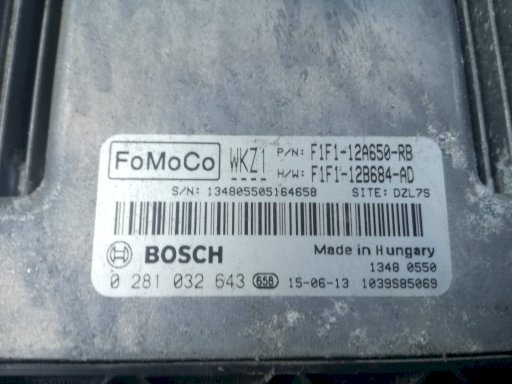 FoMoCo WKZ1 P/N: F1F1-12A650-RB
H/W: F1F1-12B684-AD
S/N: 134805505164658 SITE: DZL7S
BOSCH Made in Hungary
1348 0550
0 281 032 643 658 15-06-13 1039S85069